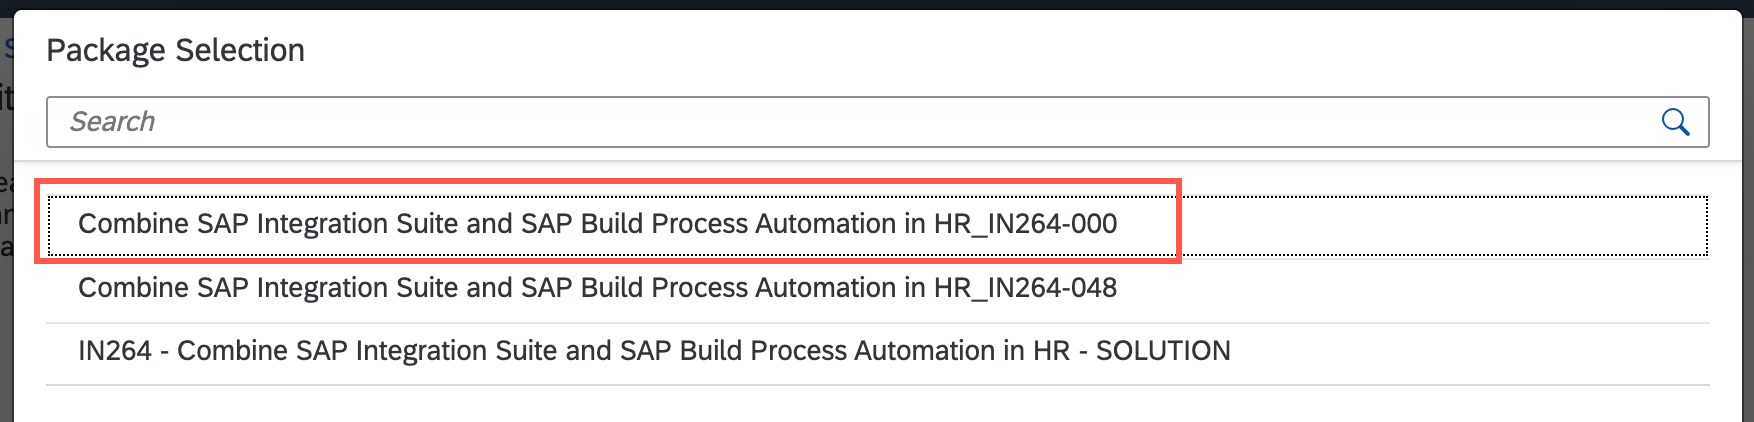 Package Selection
Search
Combine SAP Integration Suite and SAP Build Process Automation in HR_IN264-000
Combine SAP Integration Suite and SAP Build Process Automation in HR_IN264-048
IN264 - Combine SAP Integration Suite and SAP Build Process Automation in HR - SOLUTION